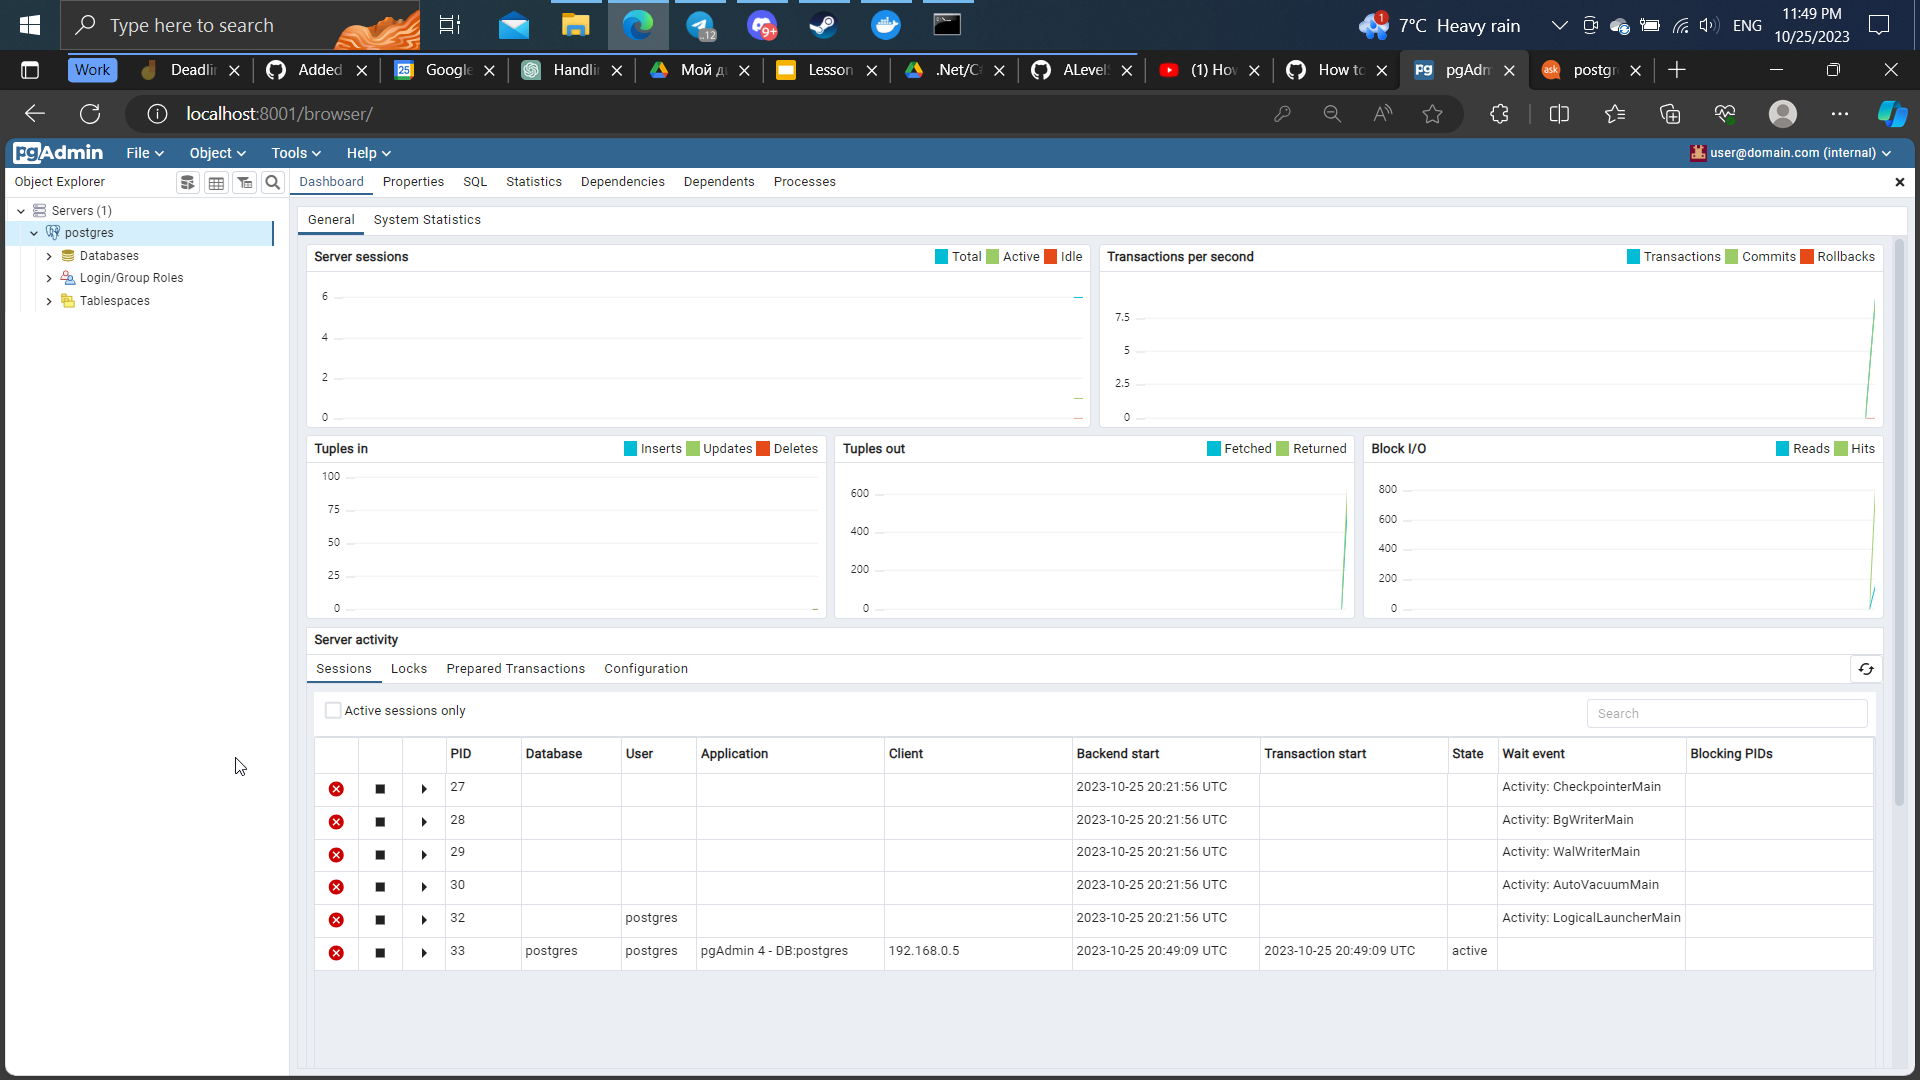 Type here to search
..12
9+
1
7°C Heavy rain
ENG
11:49 PM
10/25/2023
Work
Deadlin
Added
25
Google
Handlin
Мой д
Lesson
.Net/C#
ALevelS
(1) How
How to
pgAdm
ask
postgr
localhost:8001/browser/
pgAdmin
File
Object
Tools
Help
user@domain.com (internal)
Object Explorer
Dashboard
Properties
SQL
Statistics
Dependencies
Dependents
Processes
Servers (1)
postgres
Databases
Login/Group Roles
Tablespaces
General
System Statistics
Server sessions
Total Active Idle
6
4
2
0
Transactions per second
Transactions Commits Rollbacks
7.5
5
2.5
0
Tuples in
Inserts Updates Deletes
100
75
50
25
0
Tuples out
Fetched Returned
600
400
200
0
Block I/O
Reads Hits
800
600
400
200
0
Server activity
Sessions
Locks
Prepared Transactions
Configuration
Active sessions only
Search
PID Database User Application Client Backend start Transaction start State Wait event Blocking PIDs
27 2023-10-25 20:21:56 UTC Activity: CheckpointerMain
28 2023-10-25 20:21:56 UTC Activity: BgWriterMain
29 2023-10-25 20:21:56 UTC Activity: WalWriterMain
30 2023-10-25 20:21:56 UTC Activity: AutoVacuumMain
32 postgres 2023-10-25 20:21:56 UTC Activity: LogicalLauncherMain
33 postgres postgres pgAdmin 4 - DB:postgres 192.168.0.5 2023-10-25 20:49:09 UTC 2023-10-25 20:49:09 UTC active